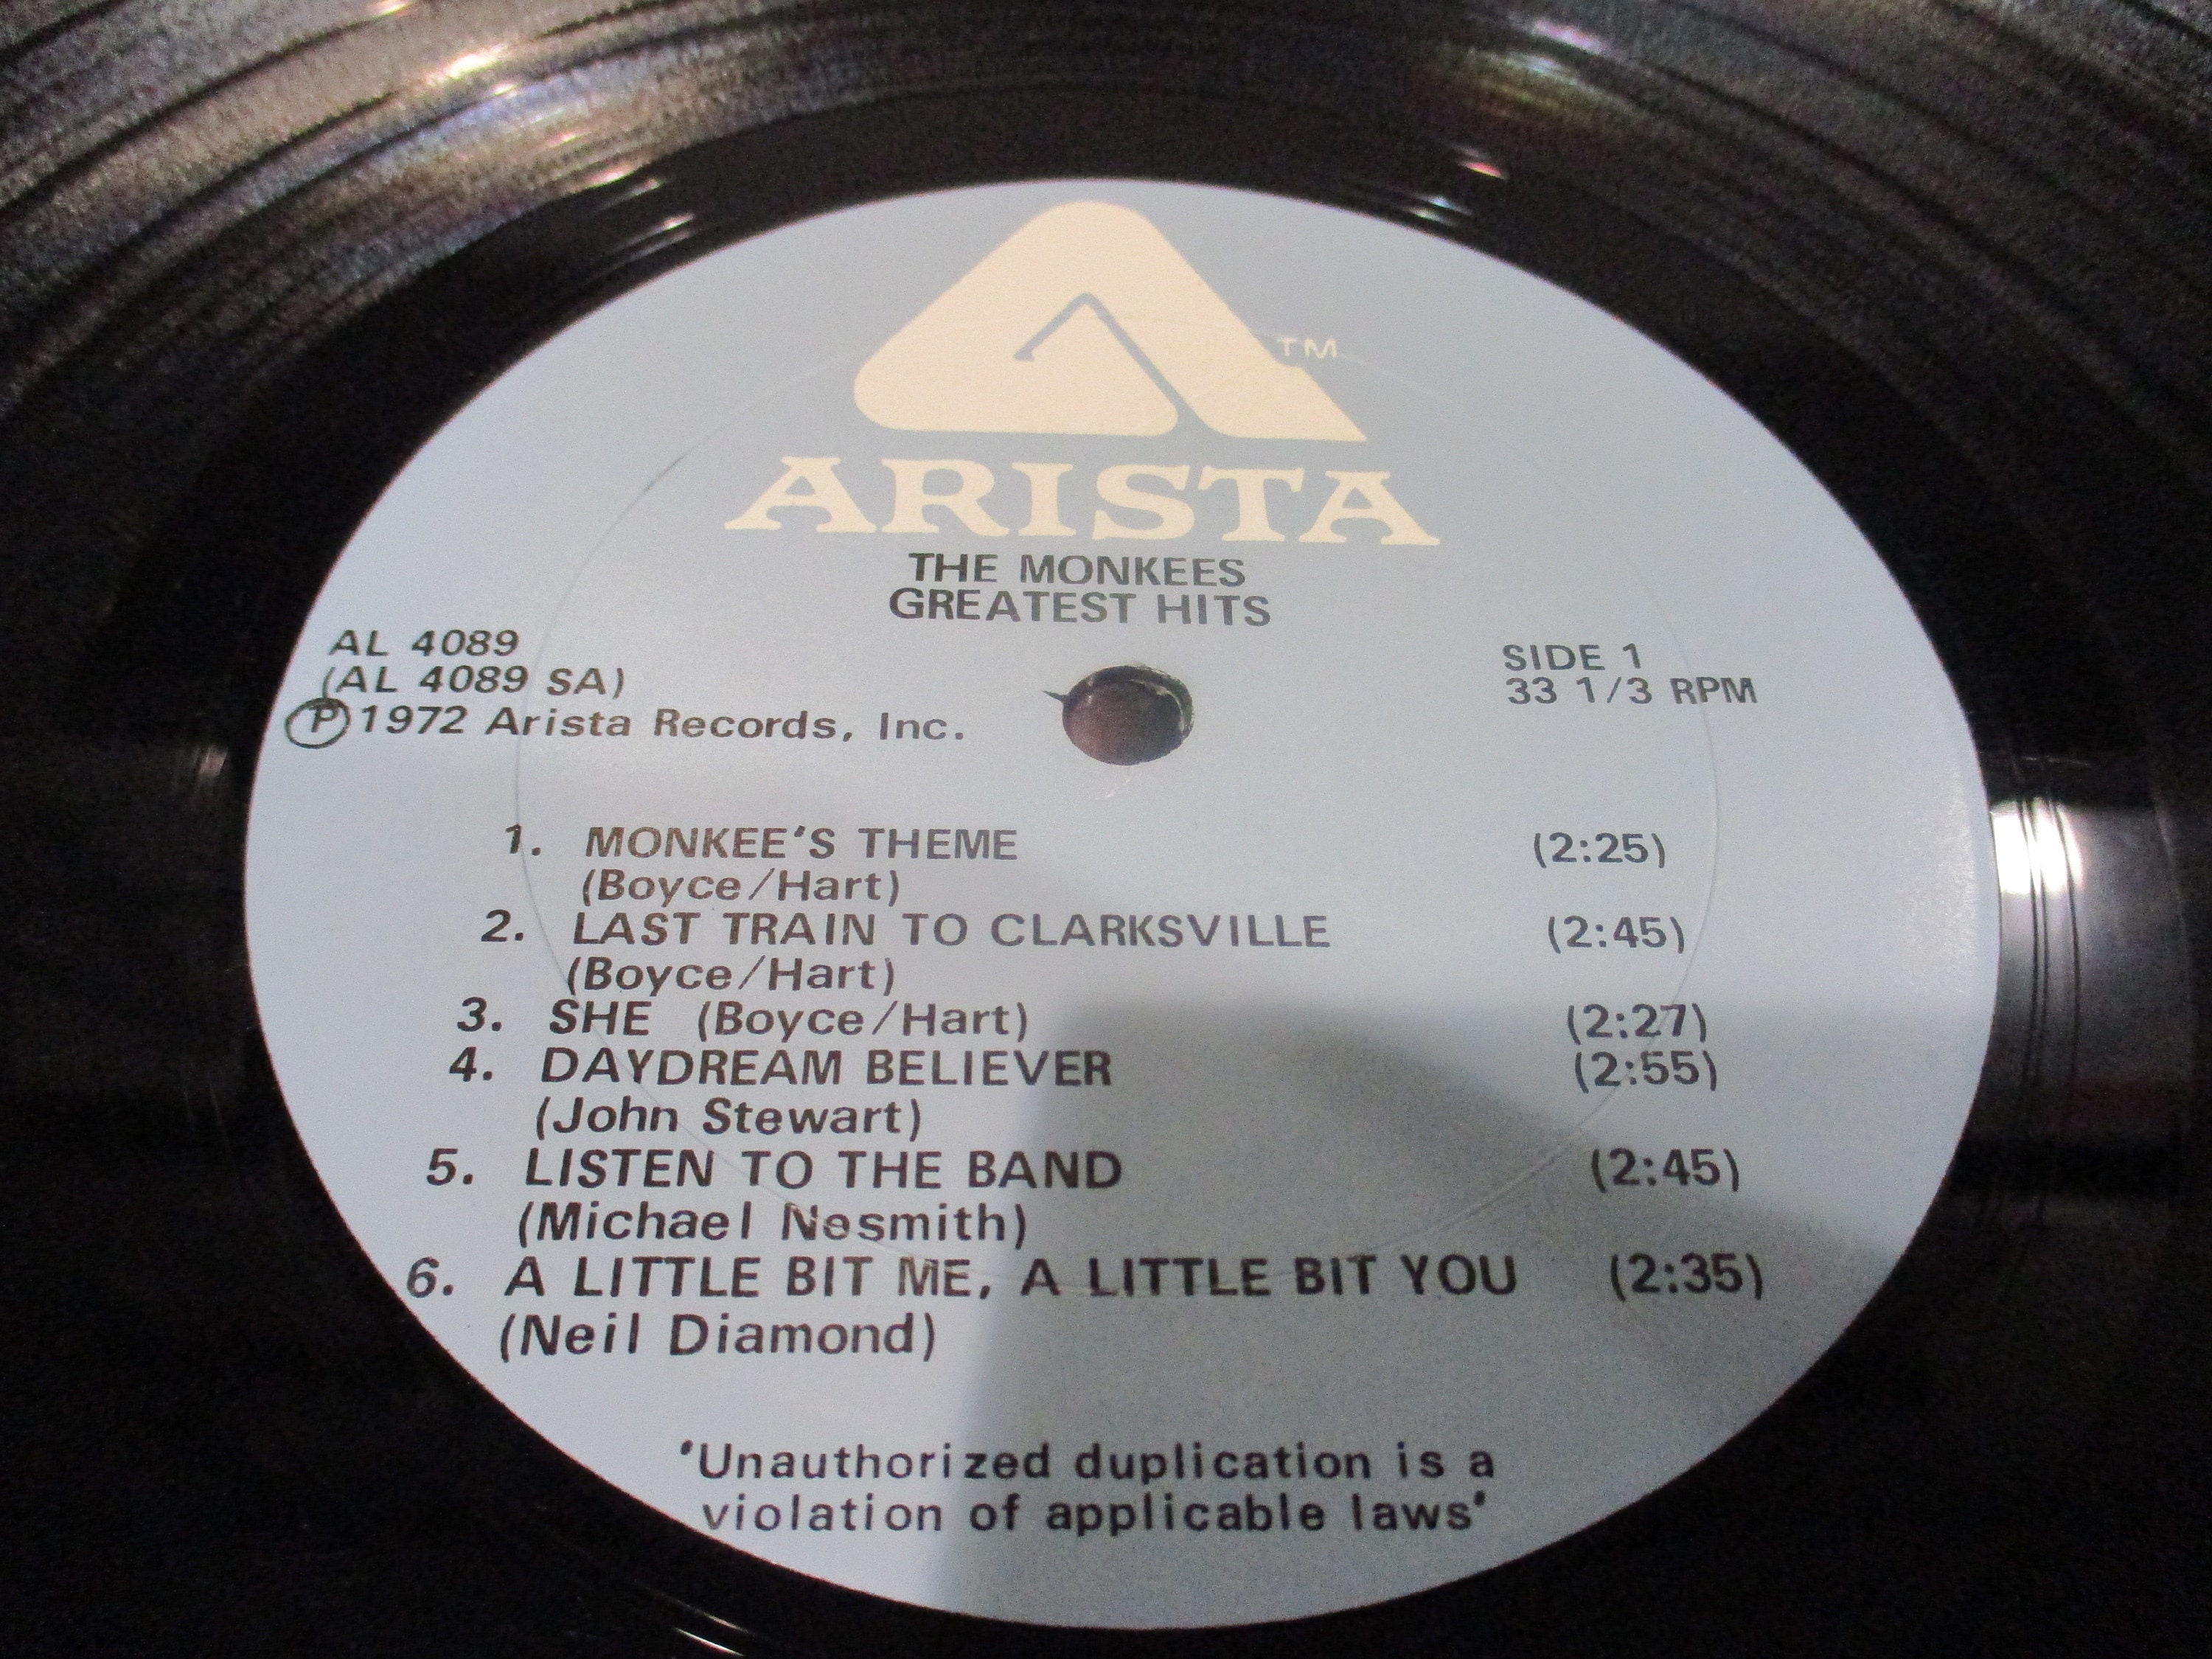 TM
ARISTA
THE MONKEES
GREATEST HITS
AL 4089
(AL 4089 SA)
Ⓟ1972 Arista Records, Inc.
SIDE 1
33 1/3 RPM
1. MONKEE'S THEME (2:25)
(Boyce/Hart)
2. LAST TRAIN TO CLARKSVILLE (2:45)
(Boyce/Hart)
3. SHE (Boyce/Hart) (2:27)
4. DAYDREAM BELIEVER (2:55)
(John Stewart)
5. LISTEN TO THE BAND (2:45)
(Michael Nesmith)
6. A LITTLE BIT ME, A LITTLE BIT YOU (2:35)
(Neil Diamond)
'Unauthorized duplication is a
violation of applicable laws'